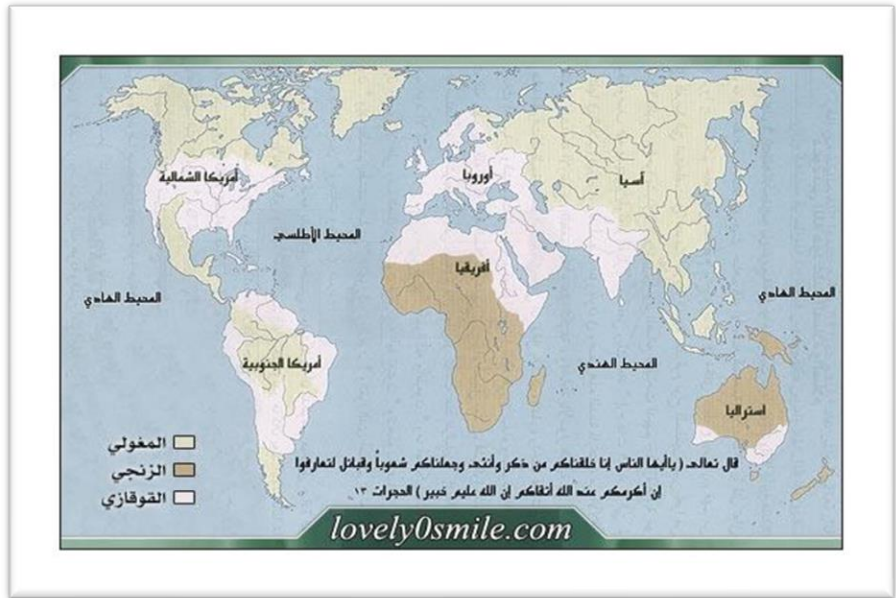 أمريكا الشمالية
أوروبا
آسيا
المحيط الأطلسي
أفريقيا
المحيط الهادي
المحيط الهادي
أمريكا الجنوبية
المحيط الهندي
استراليا
المغولي
الزنجي
القوقازي
قال تعالى ( ياأيها الناس إنا خلقناكم من ذكر وأنثى وجعلناكم شعوباً وقبائل لتعارفوا
إن أكرمكم عند الله أتقاكم إن الله عليم خبير ) الحجرات ١٣
lovely0smile.com